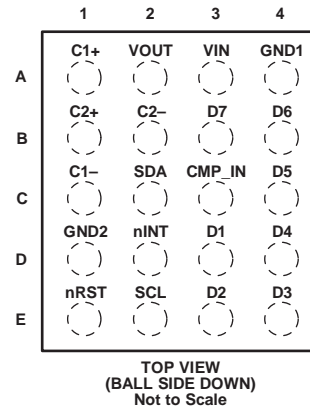 1 2 3 4
A C1+ VOUT VIN GND1
B C2+ C2– D7 D6
C C1– SDA CMP_IN D5
D GND2 nINT D1 D4
E nRST SCL D2 D3
TOP VIEW
(BALL SIDE DOWN)
Not to Scale